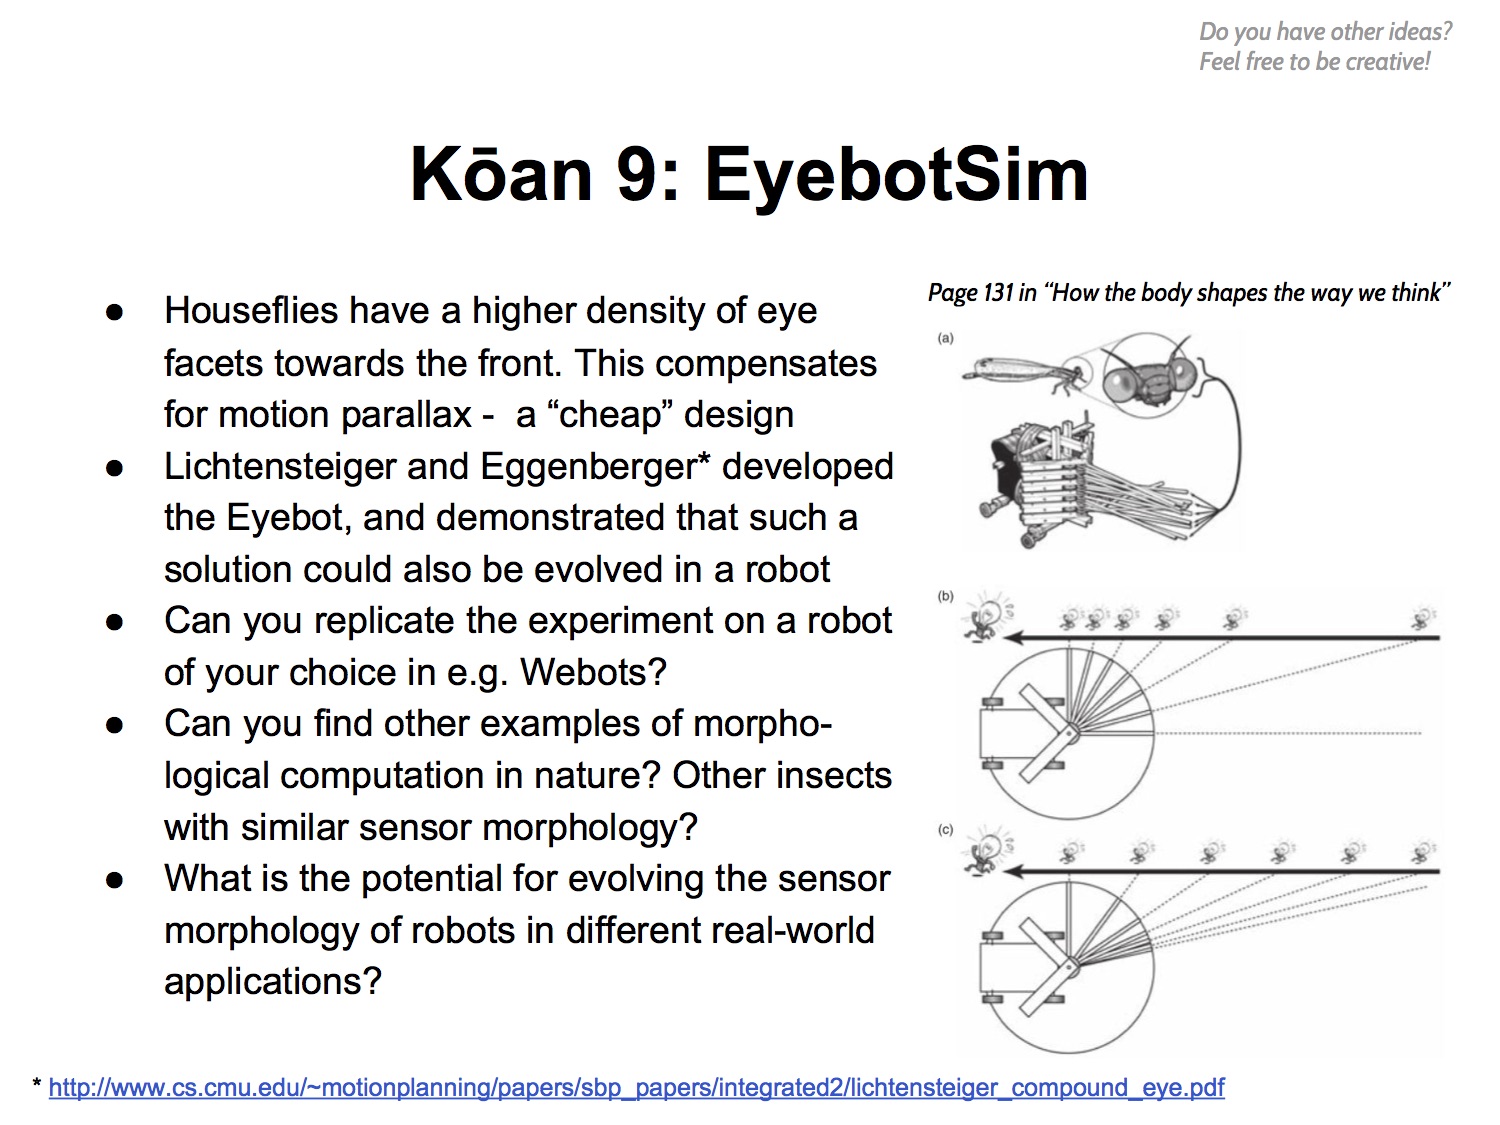 Do you have other ideas?
Feel free to be creative!
Kōan 9: EyebotSim
● Houseflies have a higher density of eye
facets towards the front. This compensates
for motion parallax - a “cheap” design
● Lichtensteiger and Eggenberger* developed
the Eyebot, and demonstrated that such a
solution could also be evolved in a robot
● Can you replicate the experiment on a robot
of your choice in e.g. Webots?
● Can you find other examples of morpho-
logical computation in nature? Other insects
with similar sensor morphology?
● What is the potential for evolving the sensor
morphology of robots in different real-world
applications?
Page 131 in “How the body shapes the way we think”
(a)
(b)
(c)
* http://www.cs.cmu.edu/~motionplanning/papers/sbp_papers/integrated2/lichtensteiger_compound_eye.pdf